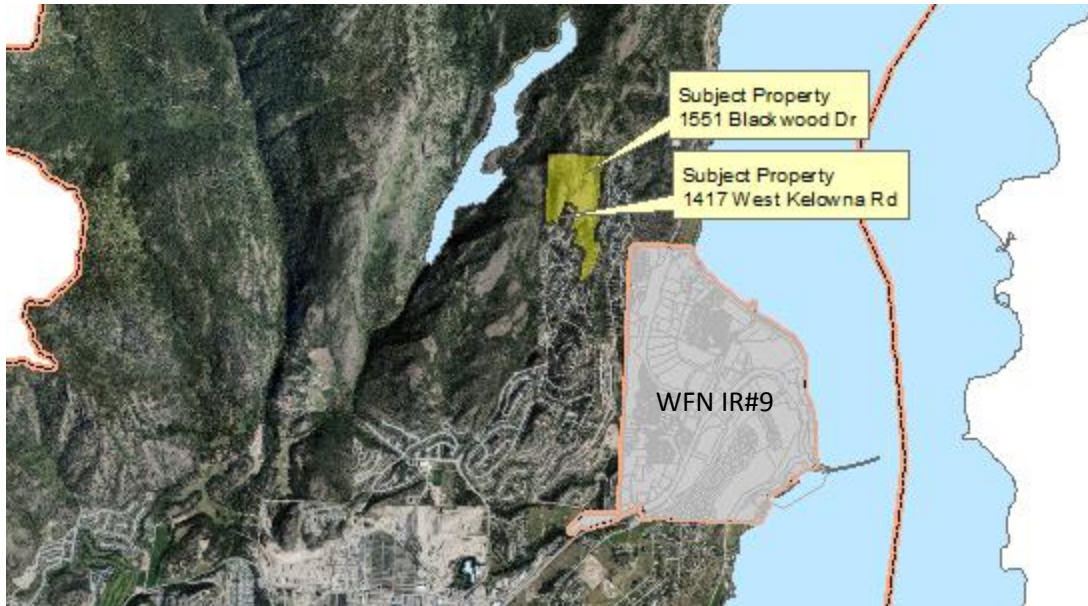 Subject Property
1551 Blackwood Dr
Subject Property
1417 West Kelowna Rd
WFN IR#9